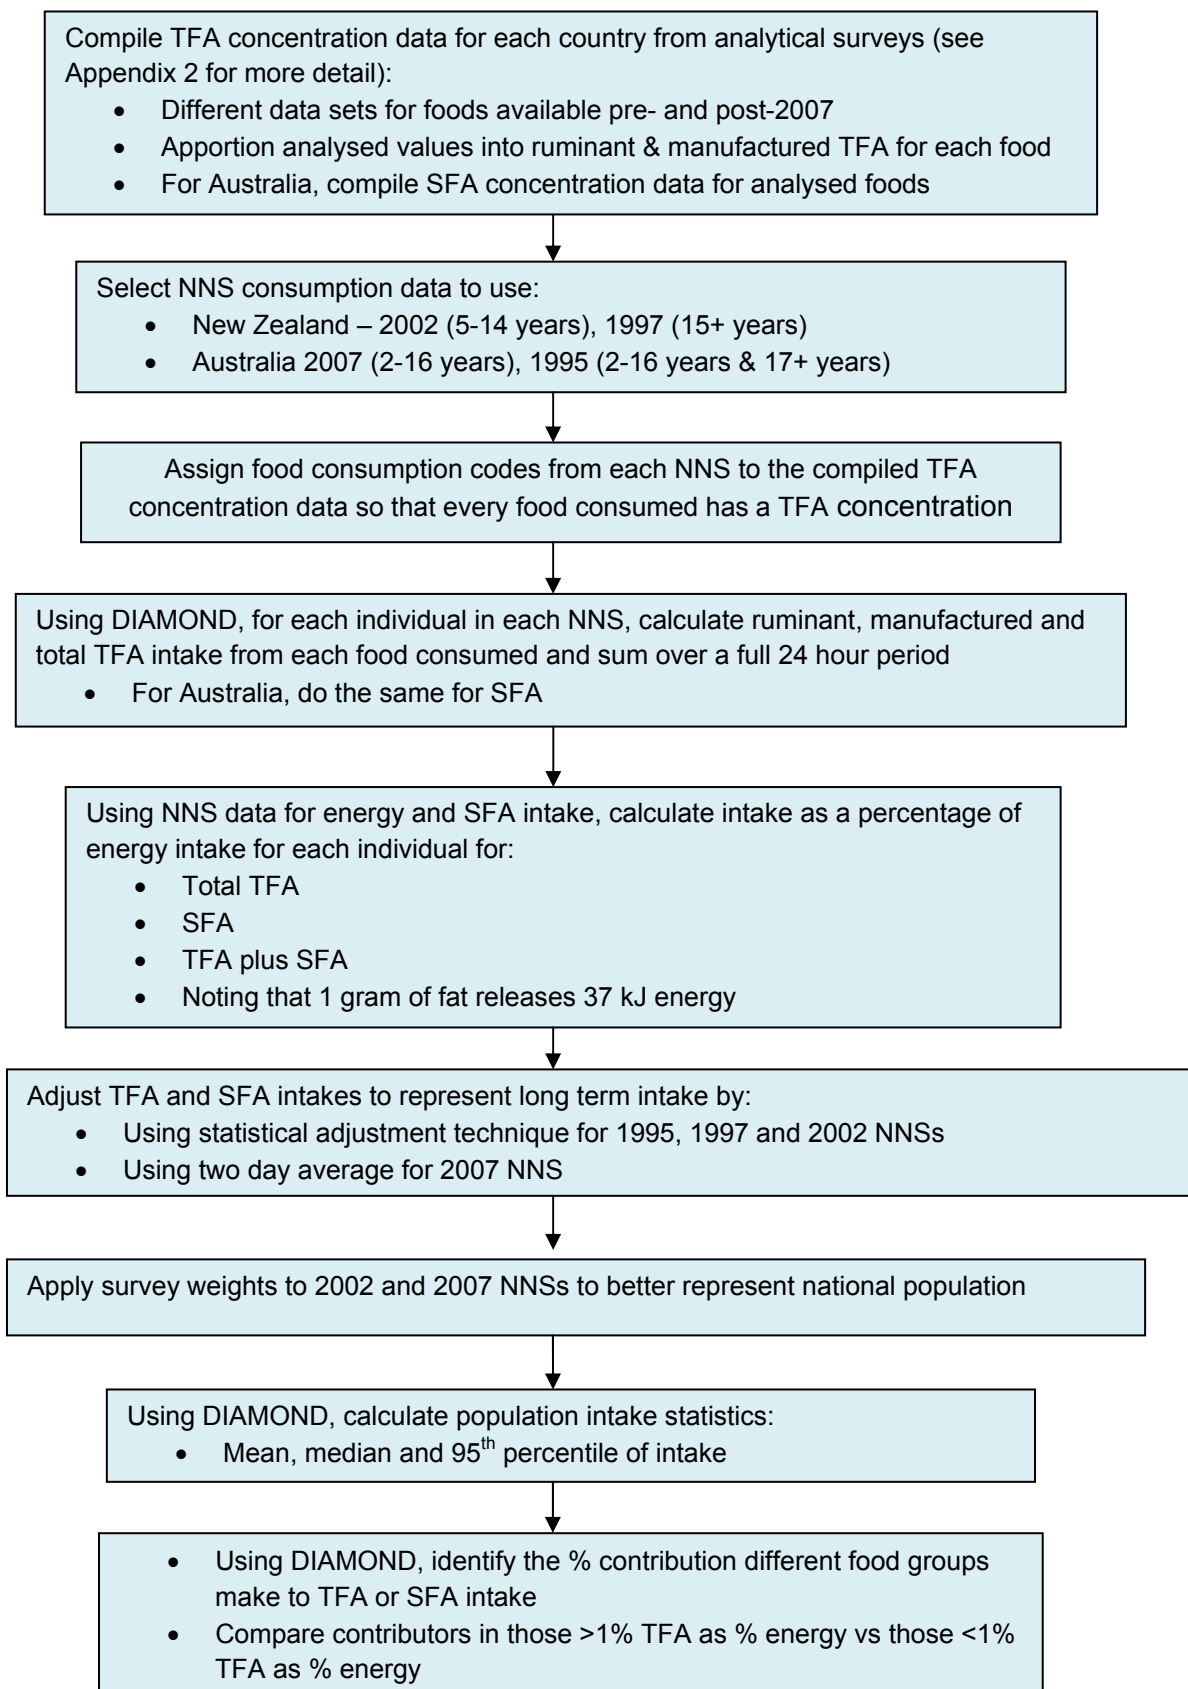 Compile TFA concentration data for each country from analytical surveys (see
Appendix 2 for more detail):
• Different data sets for foods available pre- and post-2007
• Apportion analysed values into ruminant & manufactured TFA for each food
• For Australia, compile SFA concentration data for analysed foods
Select NNS consumption data to use:
• New Zealand – 2002 (5-14 years), 1997 (15+ years)
• Australia 2007 (2-16 years), 1995 (2-16 years & 17+ years)
Assign food consumption codes from each NNS to the compiled TFA
concentration data so that every food consumed has a TFA concentration
Using DIAMOND, for each individual in each NNS, calculate ruminant, manufactured and
total TFA intake from each food consumed and sum over a full 24 hour period
• For Australia, do the same for SFA
Using NNS data for energy and SFA intake, calculate intake as a percentage of
energy intake for each individual for:
• Total TFA
• SFA
• TFA plus SFA
• Noting that 1 gram of fat releases 37 kJ energy
Adjust TFA and SFA intakes to represent long term intake by:
• Using statistical adjustment technique for 1995, 1997 and 2002 NNSs
• Using two day average for 2007 NNS
Apply survey weights to 2002 and 2007 NNSs to better represent national population
Using DIAMOND, calculate population intake statistics:
• Mean, median and 95th percentile of intake
• Using DIAMOND, identify the % contribution different food groups
make to TFA or SFA intake
• Compare contributors in those >1% TFA as % energy vs those <1%
TFA as % energy